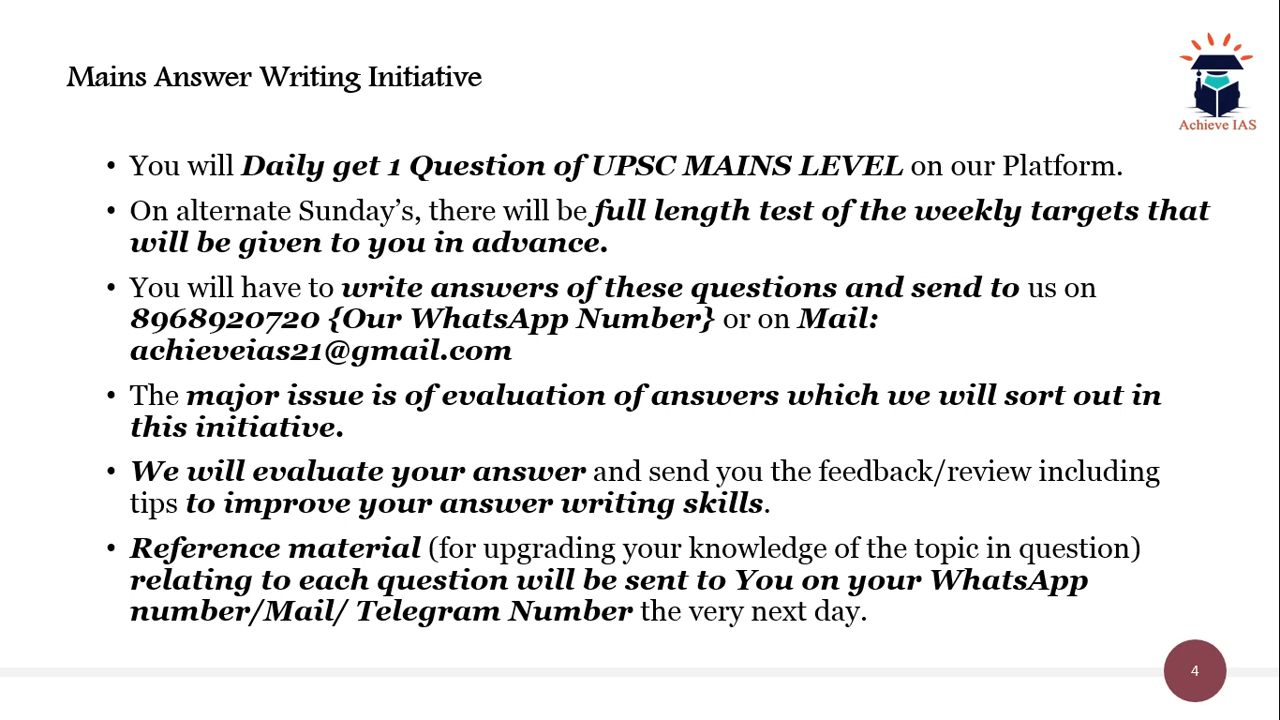 Mains Answer Writing Initiative
Achieve IAS
• You will Daily get 1 Question of UPSC MAINS LEVEL on our Platform.
• On alternate Sunday’s, there will be full length test of the weekly targets that
will be given to you in advance.
• You will have to write answers of these questions and send to us on
8968920720 {Our WhatsApp Number} or on Mail:
achieveias21@gmail.com
• The major issue is of evaluation of answers which we will sort out in
this initiative.
• We will evaluate your answer and send you the feedback/review including
tips to improve your answer writing skills.
• Reference material (for upgrading your knowledge of the topic in question)
relating to each question will be sent to You on your WhatsApp
number/Mail/ Telegram Number the very next day.
4